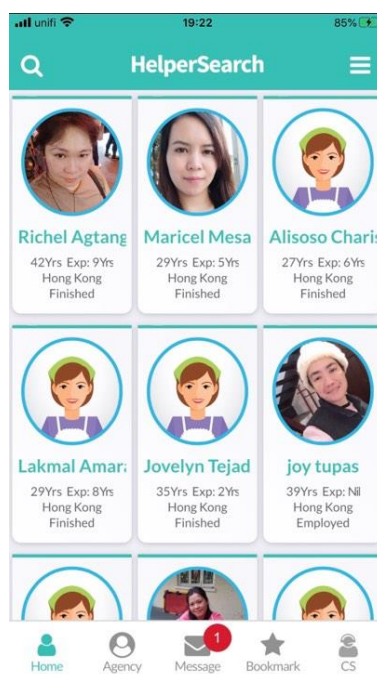 unifi 19:22 85%
HelperSearch
Richel Agtang Maricel Mesa Alisoso Charis
42Yrs Exp: 9Yrs 29Yrs Exp: 5Yrs 27Yrs Exp: 6Yrs
Hong Kong Hong Kong Hong Kong
Finished Finished Finished
Lakmal Amara Jovelyn Tejad joy tupas
29Yrs Exp: 8Yrs 35Yrs Exp: 2Yrs 39Yrs Exp: Nil
Hong Kong Hong Kong Hong Kong
Finished Finished Employed
1
Home Agency Message Bookmark CS